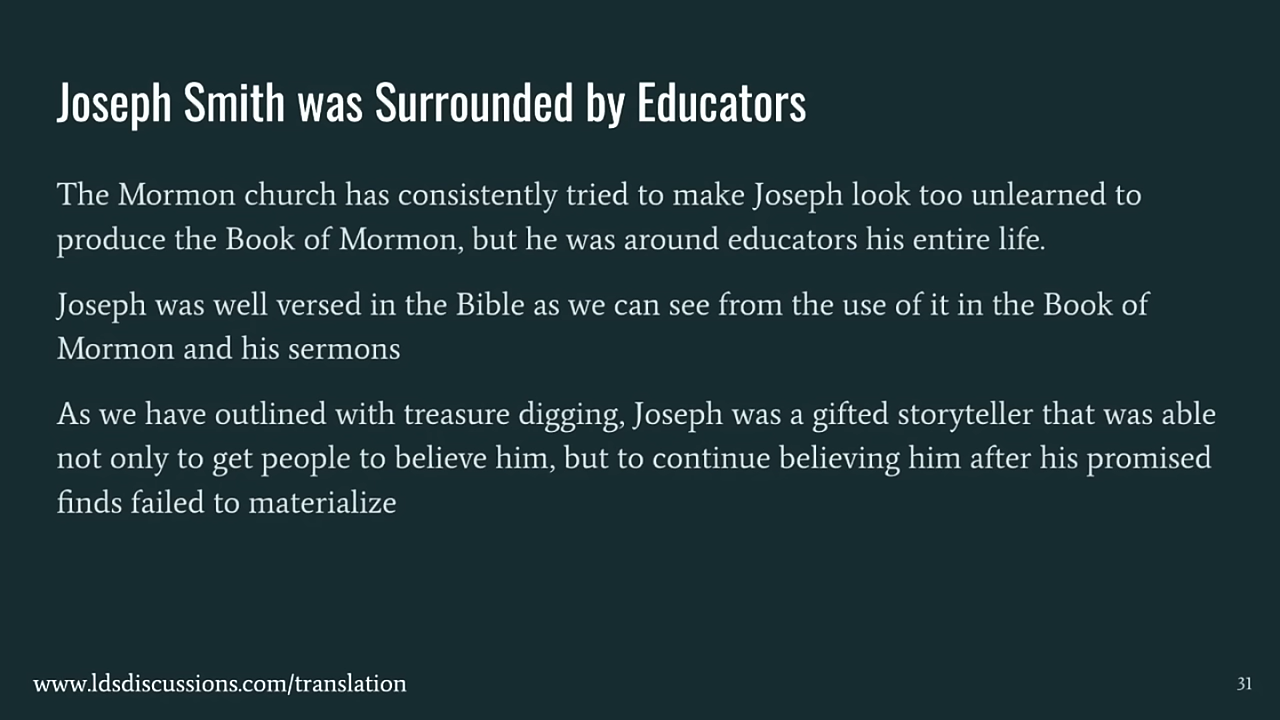 Joseph Smith was Surrounded by Educators
The Mormon church has consistently tried to make Joseph look too unlearned to
produce the Book of Mormon, but he was around educators his entire life.
Joseph was well versed in the Bible as we can see from the use of it in the Book of
Mormon and his sermons
As we have outlined with treasure digging, Joseph was a gifted storyteller that was able
not only to get people to believe him, but to continue believing him after his promised
finds failed to materialize
www.ldsdiscussions.com/translation
31